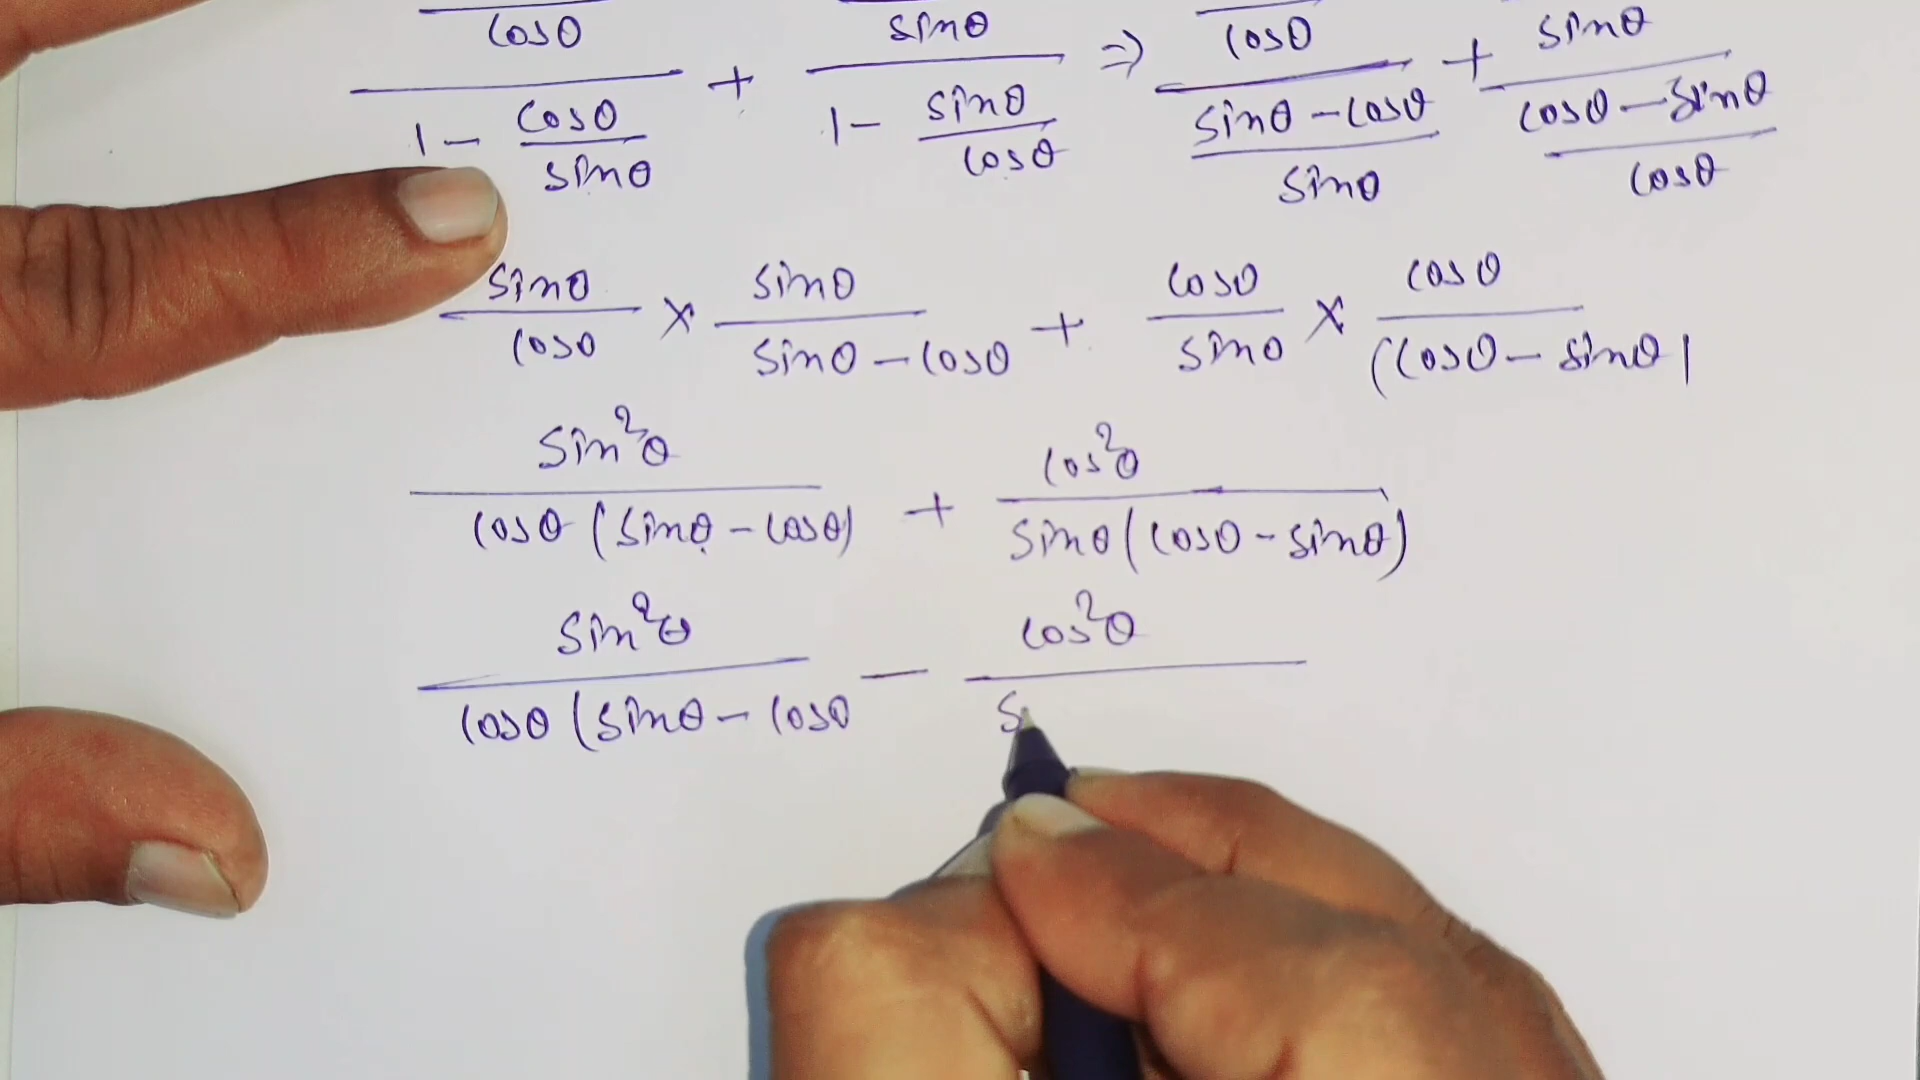 cosθ sinθ cosθ sinθ
+ ⇒ +
1 - cosθ/sinθ 1 - sinθ/cosθ sinθ - cosθ/sinθ cosθ - sinθ/cosθ
sinθ/cosθ × sinθ/sinθ - cosθ + cosθ/sinθ × cosθ/(cosθ - sinθ)
sin²θ/cosθ (sinθ - cosθ) + cos²θ/sinθ (cosθ - sinθ)
sin²θ/cosθ (sinθ - cosθ - cos²θ/s